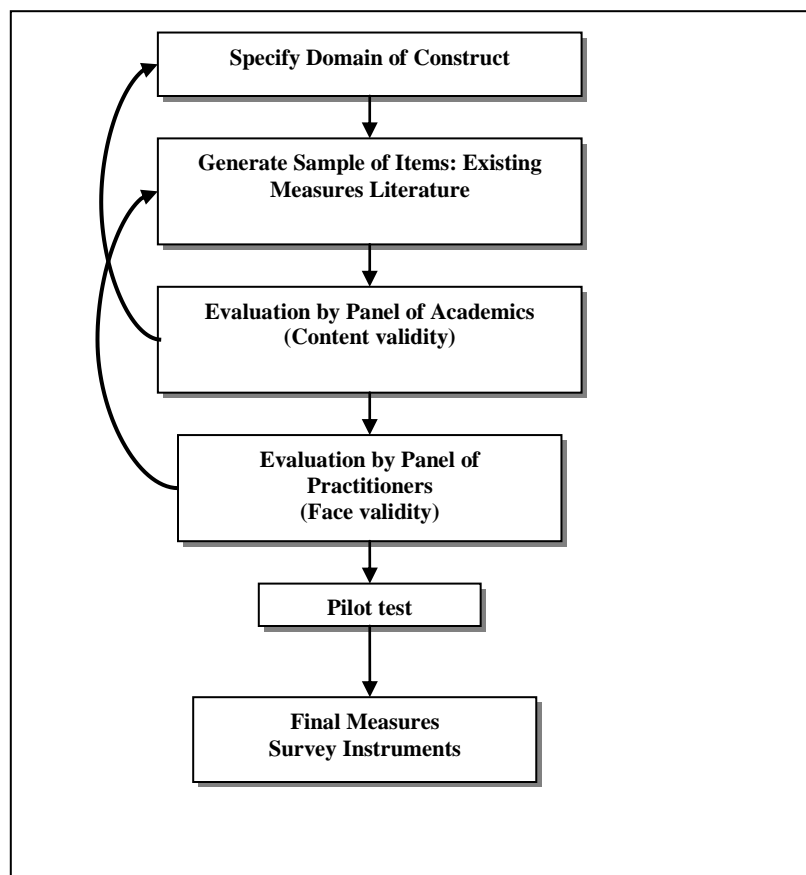 Specify Domain of Construct
Generate Sample of Items: Existing
Measures Literature
Evaluation by Panel of Academics
(Content validity)
Evaluation by Panel of
Practitioners
(Face validity)
Pilot test
Final Measures
Survey Instruments